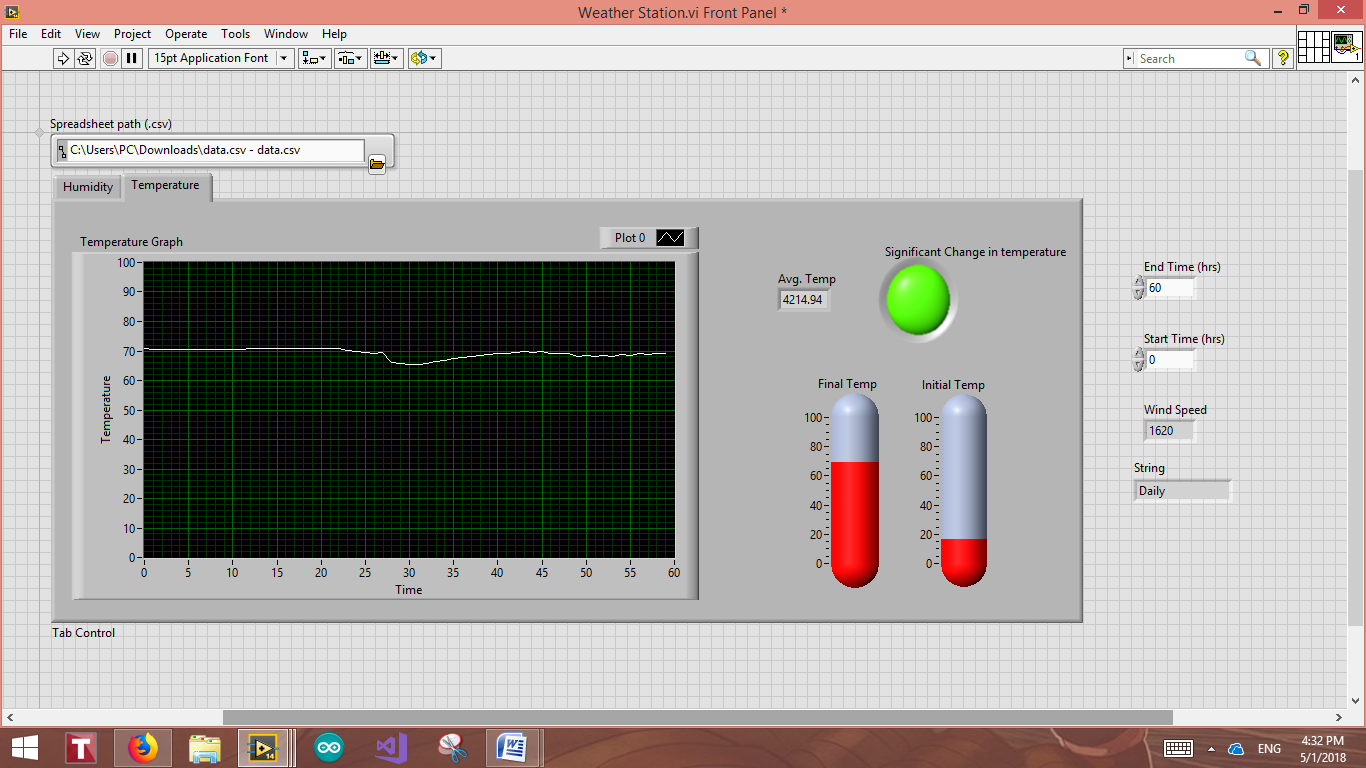 Weather Station.vi Front Panel *
File Edit View Project Operate Tools Window Help
15pt Application Font
Search
?
1
Spreadsheet path (.csv)
C:\Users\PC\Downloads\data.csv - data.csv
Humidity
Temperature
Temperature Graph
Plot 0
100
90
80
70
60
50
40
30
20
10
0
Temperature
0 5 10 15 20 25 30 35 40 45 50 55 60
Time
Avg. Temp
4214.94
Significant Change in temperature
Final Temp
100
80
60
40
20
0
Initial Temp
100
80
60
40
20
0
End Time (hrs)
60
Start Time (hrs)
0
Wind Speed
1620
String
Daily
Tab Control
T
14
W
ENG
4:32 PM
5/1/2018